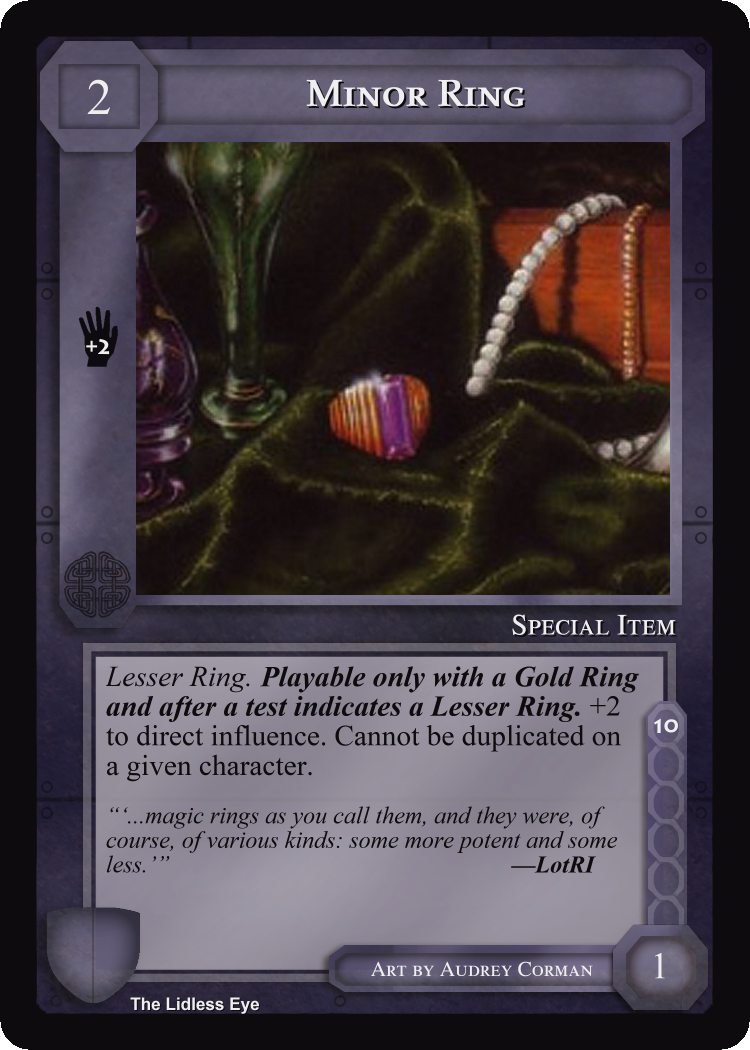 2
Minor Ring
+2
Special Item
Lesser Ring. Playable only with a Gold Ring
and after a test indicates a Lesser Ring. +2
to direct influence. Cannot be duplicated on
a given character.
10
“‘...magic rings as you call them, and they were, of
course, of various kinds: some more potent and some
less.’” —LotRI
Art by Audrey Corman
1
The Lidless Eye